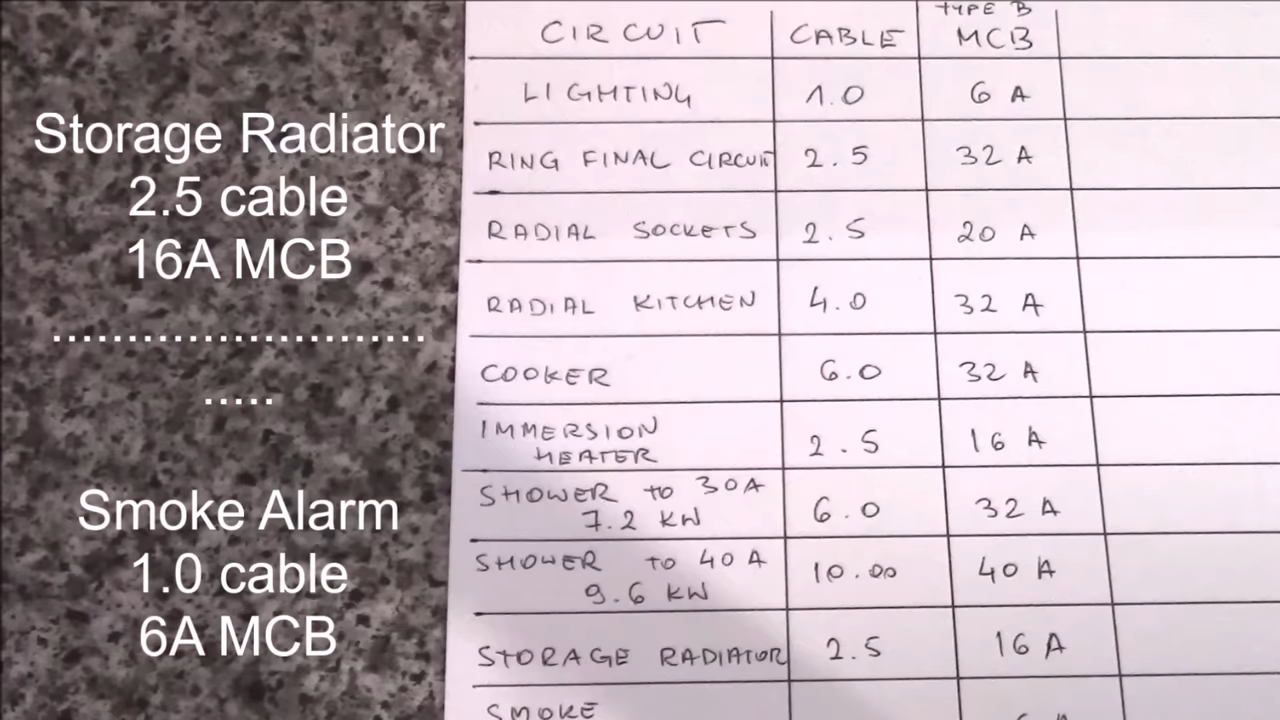 Storage Radiator
2.5 cable
16A MCB
..............................
Smoke Alarm
1.0 cable
6A MCB
TYPE B
CIRCUIT CABLE MCB
LIGHTING 1.0 6 A
RING FINAL CIRCUIT 2.5 32 A
RADIAL SOCKETS 2.5 20 A
RADIAL KITCHEN 4.0 32 A
COOKER 6.0 32 A
IMMERSION
HEATER 2.5 16 A
SHOWER TO 30A
7.2 KW 6.0 32 A
SHOWER TO 40A
9.6 KW 10.00 40 A
STORAGE RADIATOR 2.5 16 A
SMOKE